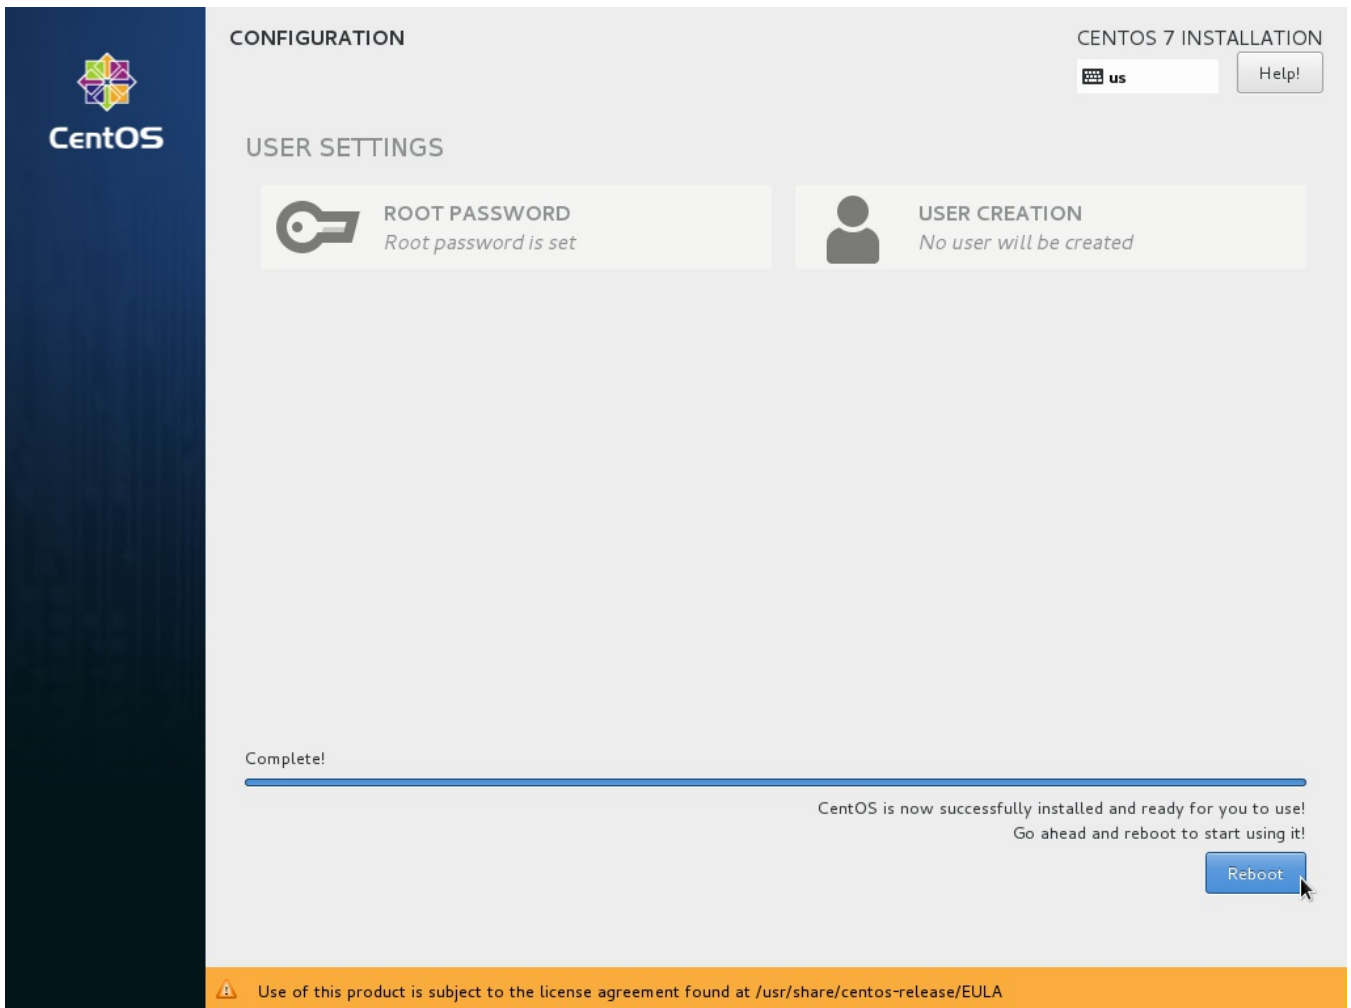 CentOS
CONFIGURATION
CENTOS 7 INSTALLATION
us
Help!
USER SETTINGS
ROOT PASSWORD
Root password is set
USER CREATION
No user will be created
Complete!
CentOS is now successfully installed and ready for you to use!
Go ahead and reboot to start using it!
Reboot
Use of this product is subject to the license agreement found at /usr/share/centos-release/EULA